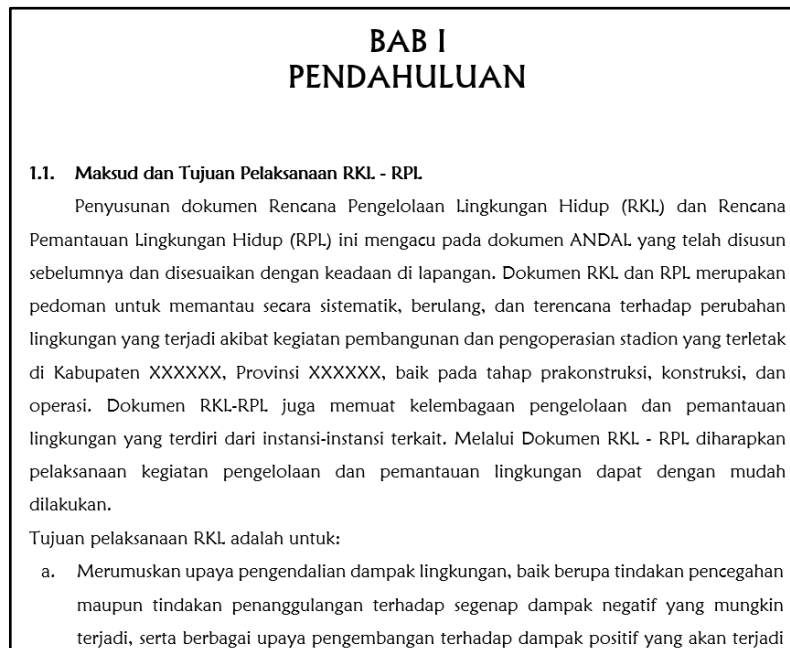 BAB I
PENDAHULUAN
1.1. Maksud dan Tujuan Pelaksanaan RKL - RPL
Penyusunan dokumen Rencana Pengelolaan Lingkungan Hidup (RKL) dan Rencana
Pemantauan Lingkungan Hidup (RPL) ini mengacu pada dokumen ANDAL yang telah disusun
sebelumnya dan disesuaikan dengan keadaan di lapangan. Dokumen RKL dan RPL merupakan
pedoman untuk memantau secara sistematik, berulang, dan terencana terhadap perubahan
lingkungan yang terjadi akibat kegiatan pembangunan dan pengoperasian stadion yang terletak
di Kabupaten XXXXXX, Provinsi XXXXXX, baik pada tahap prakonstruksi, konstruksi, dan
operasi. Dokumen RKL-RPL juga memuat kelembagaan pengelolaan dan pemantauan
lingkungan yang terdiri dari instansi-instansi terkait. Melalui Dokumen RKL - RPL diharapkan
pelaksanaan kegiatan pengelolaan dan pemantauan lingkungan dapat dengan mudah
dilakukan.
Tujuan pelaksanaan RKL adalah untuk:
a. Merumuskan upaya pengendalian dampak lingkungan, baik berupa tindakan pencegahan
maupun tindakan penanggulangan terhadap segenap dampak negatif yang mungkin
terjadi, serta berbagai upaya pengembangan terhadap dampak positif yang akan terjadi